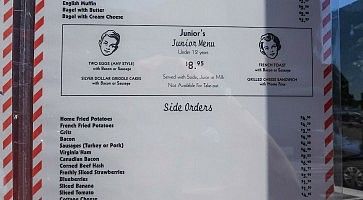 English Muffin
Bagel with Butter
Bagel with Cream Cheese
Junior's
Junior Menu
Under 12 years
$8.95
TWO EGGS (ANY STYLE)
with Bacon or Sausage
SILVER DOLLAR GRIDDLE CAKES
with Bacon or Sausage
FRENCH TOAST
with Bacon or Sausage
GRILLED CHEESE SANDWICH
with Home Fries
Served with Soda, Juice or Milk
Not Available for Take-out
Side Orders
Home Fried Potatoes
French Fried Potatoes
Grits
Bacon
Sausages (Turkey or Pork)
Virginia Ham
Canadian Bacon
Corned Beef Hash
Freshly Sliced Strawberries
Blueberries
Sliced Banana
Sliced Tomato
Cottage Cheese